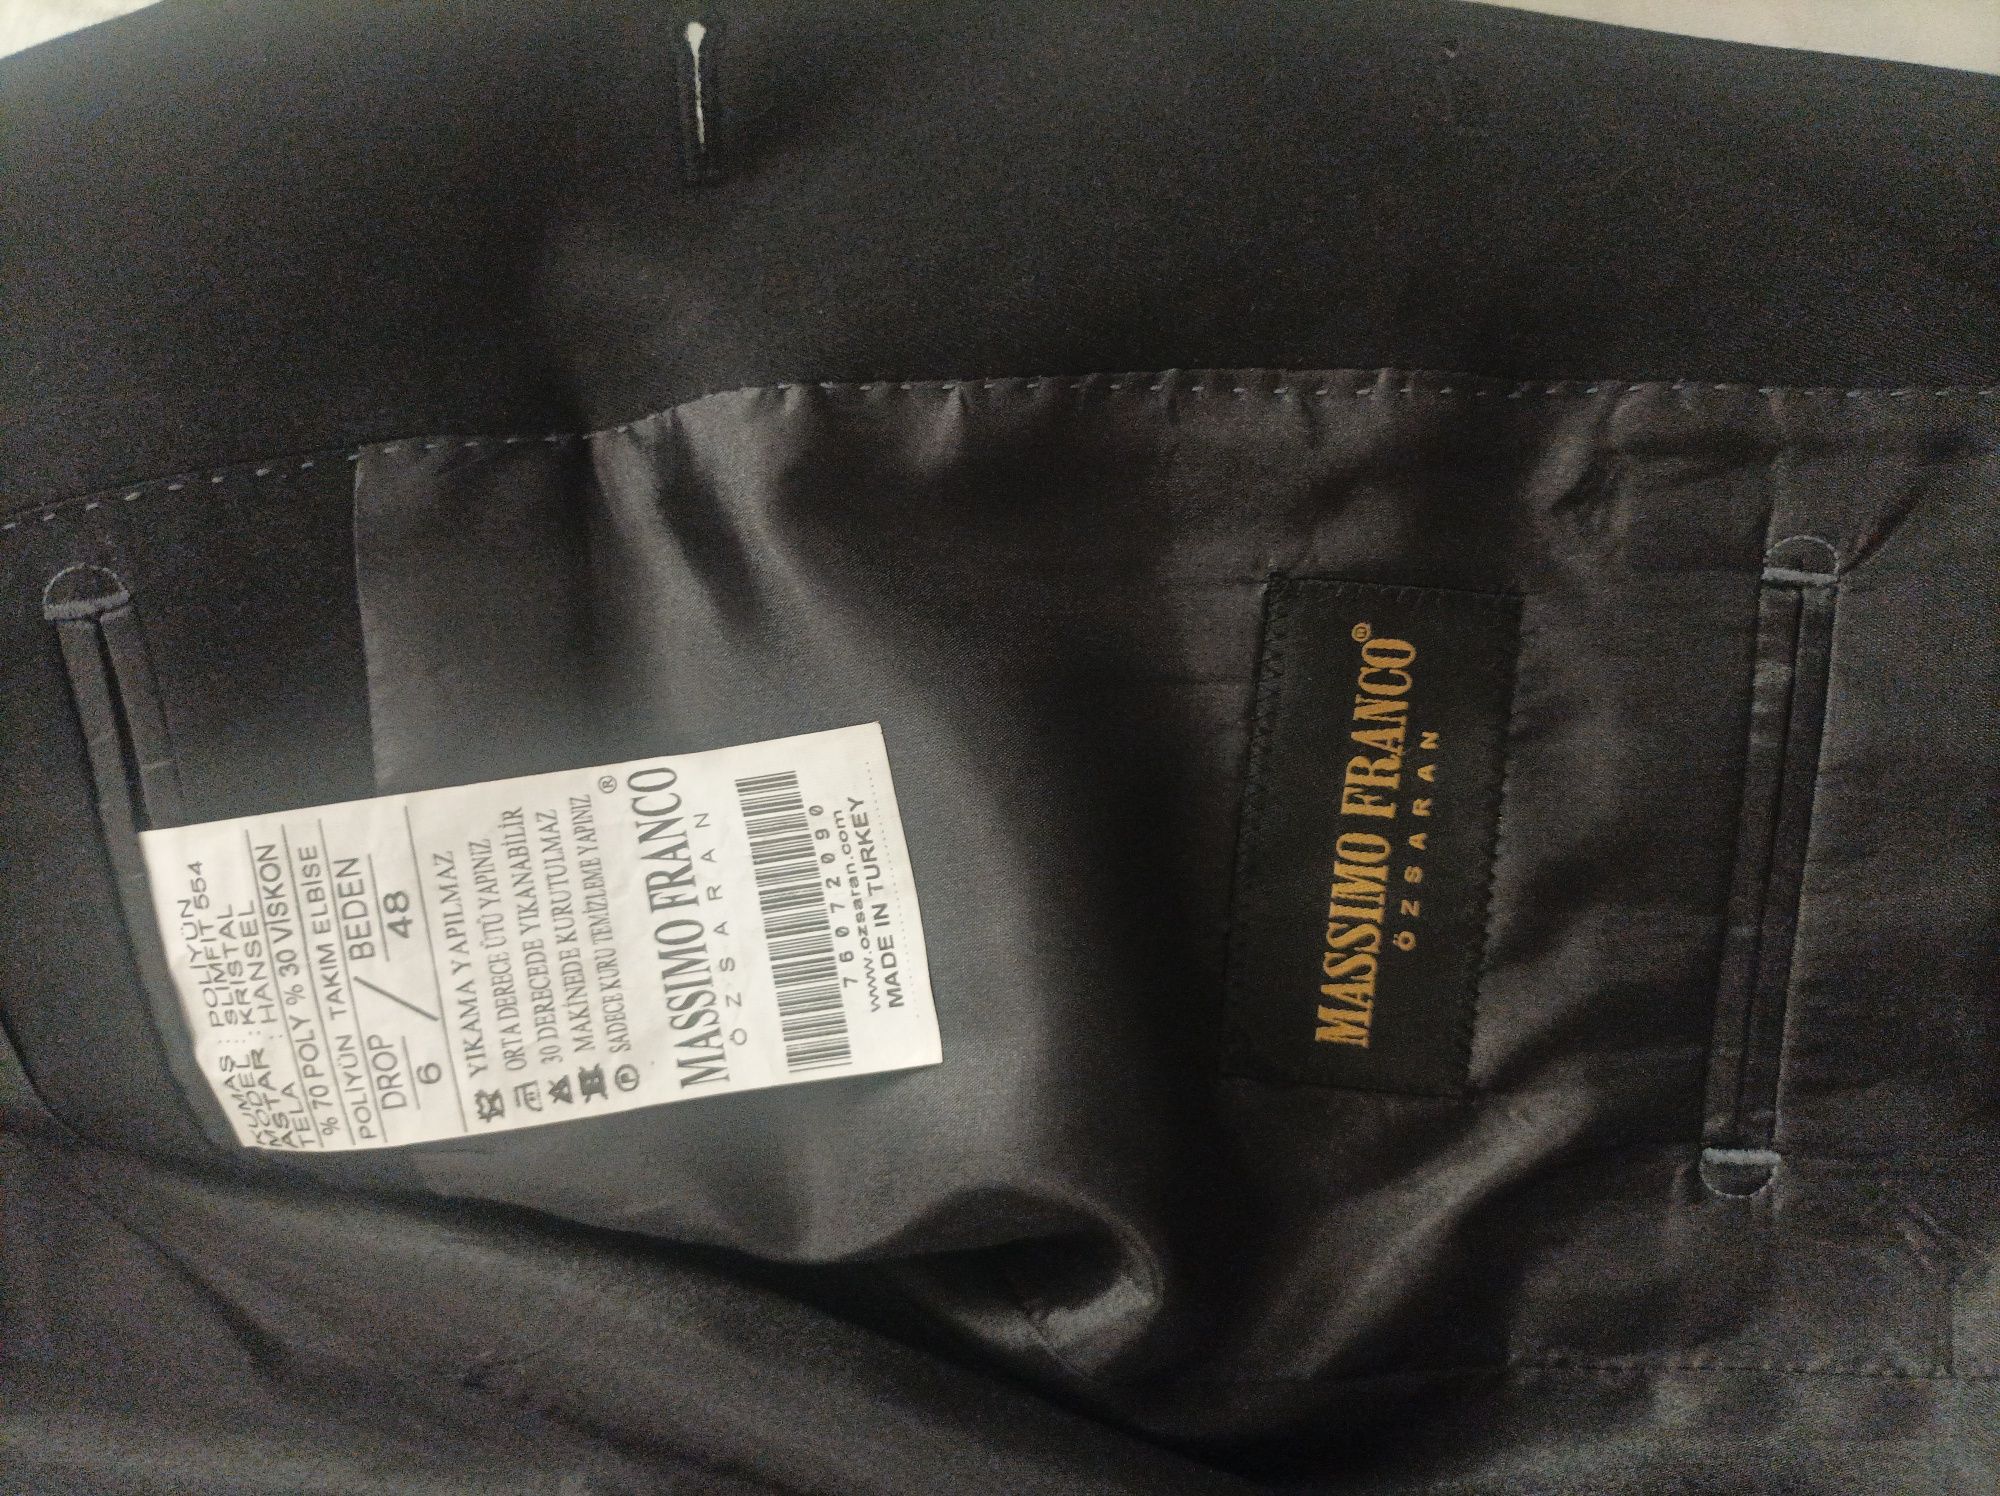 KUMAŞ : POLİYÜN
MODEL : SLIMFIT 554
ASTAR : KRİSTAL
TELA : HANSEL
% 70 POLY % 30 VİSKON
POLİYÜN TAKIM ELBİSE
DROP / BEDEN
6 48
YIKAMA YAPILMAZ
ORTA DERECE ÜTÜ YAPINIZ
30 DERECEDE YIKANABİLİR
MAKİNEDE KURUTULMAZ
P SADECE KURU TEMİZLEME YAPINIZ
MASSIMO FRANCO®
ÖZSARAN
76072090
www.ozsaran.com
MADE IN TURKEY
MASSIMO FRANCO®
ÖZSARAN